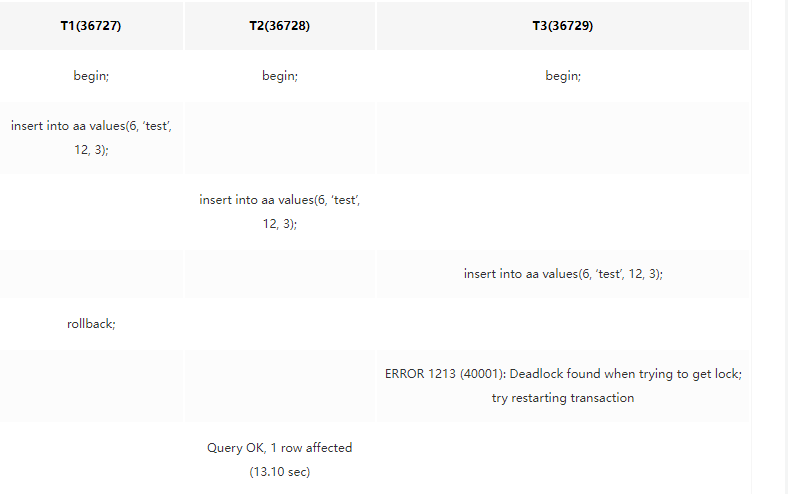 T1(36727) T2(36728) T3(36729)
begin; begin; begin;
insert into aa values(6, ‘test’,
12, 3);
insert into aa values(6, ‘test’,
12, 3);
insert into aa values(6, ‘test’, 12, 3);
rollback;
ERROR 1213 (40001): Deadlock found when trying to get lock;
try restarting transaction
Query OK, 1 row affected
(13.10 sec)